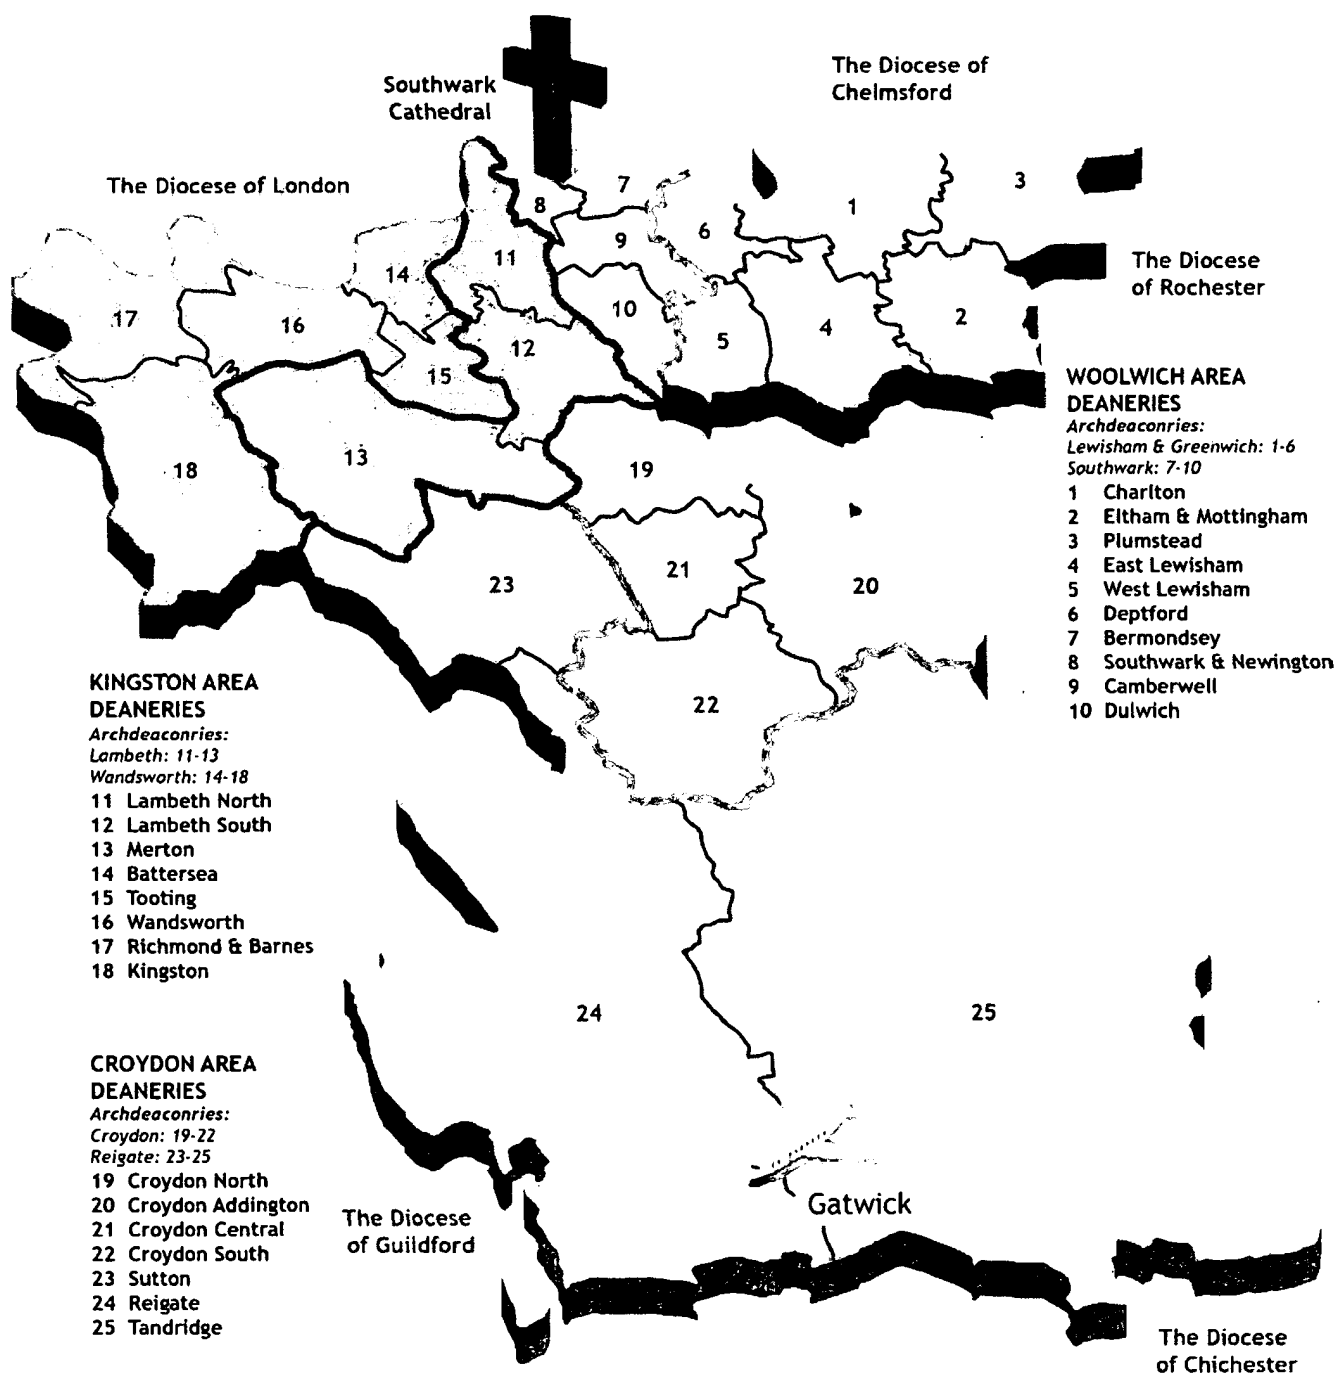 Southwark
Cathedral
The Diocese of
Chelmsford
The Diocese of London
7
3
8
1
6
9
11
14
The Diocese
of Rochester
17
16
10
2
4
5
12
15
13
18
19
21
23
20
22
24
25
WOOLWICH AREA
DEANERIES
Archdeaconries:
Lewisham & Greenwich: 1-6
Southwark: 7-10
1 Charlton
2 Eltham & Mottingham
3 Plumstead
4 East Lewisham
5 West Lewisham
6 Deptford
7 Bermondsey
8 Southwark & Newington
9 Camberwell
10 Dulwich
KINGSTON AREA
DEANERIES
Archdeaconries:
Lambeth: 11-13
Wandsworth: 14-18
11 Lambeth North
12 Lambeth South
13 Merton
14 Battersea
15 Tooting
16 Wandsworth
17 Richmond & Barnes
18 Kingston
CROYDON AREA
DEANERIES
Archdeaconries:
Croydon: 19-22
Reigate: 23-25
19 Croydon North
20 Croydon Addington
21 Croydon Central
22 Croydon South
23 Sutton
24 Reigate
25 Tandridge
The Diocese
of Guildford
Gatwick
The Diocese
of Chichester